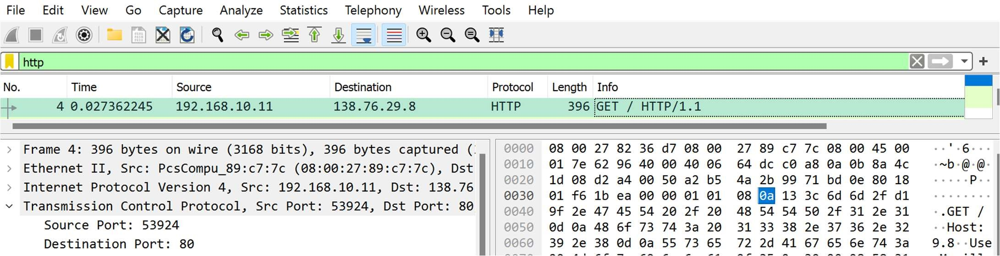 File Edit View Go Capture Analyze Statistics Telephony Wireless Tools Help
http
No. Time Source Destination Protocol Length Info
4 0.027362245 192.168.10.11 138.76.29.8 HTTP 396 GET / HTTP/1.1
Frame 4: 396 bytes on wire (3168 bits), 396 bytes captured (
Ethernet II, Src: PcsCompu_89:c7:7c (08:00:27:89:c7:7c), Dst
Internet Protocol Version 4, Src: 192.168.10.11, Dst: 138.76
Transmission Control Protocol, Src Port: 53924, Dst Port: 80
Source Port: 53924
Destination Port: 80
0000 08 00 27 82 36 d7 08 00 27 89 c7 7c 08 00 45 00 ··'·6···
0010 01 7e 62 96 40 00 40 06 64 dc c0 a8 0a 0b 8a 4c ·~b·@·@·
0020 1d 08 d2 a4 00 50 a2 b5 4a 2b 99 71 bd 0e 80 18 ·····P··
0030 01 f6 1b ea 00 00 01 01 08 0a 13 3c 6d 6d 2f d1 ········
0040 9f 2e 47 45 54 20 2f 20 48 54 54 50 2f 31 2e 31 ·.GET /
0050 0d 0a 48 6f 73 74 3a 20 31 33 38 2e 37 36 2e 32 ··Host:
0060 39 2e 38 0d 0a 55 73 65 72 2d 41 67 65 6e 74 3a 9.8··Use